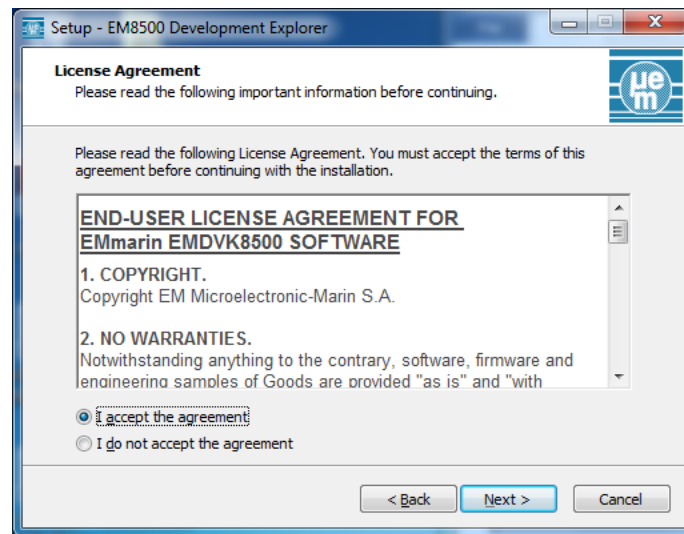 Setup - EM8500 Development Explorer
License Agreement
Please read the following important information before continuing.
μe
m
Please read the following License Agreement. You must accept the terms of this
agreement before continuing with the installation.
END-USER LICENSE AGREEMENT FOR
EMmarin EMDVK8500 SOFTWARE
1. COPYRIGHT.
Copyright EM Microelectronic-Marin S.A.
2. NO WARRANTIES.
Notwithstanding anything to the contrary, software, firmware and
engineering samples of Goods are provided "as is" and "with
I accept the agreement
I do not accept the agreement
< Back Next > Cancel